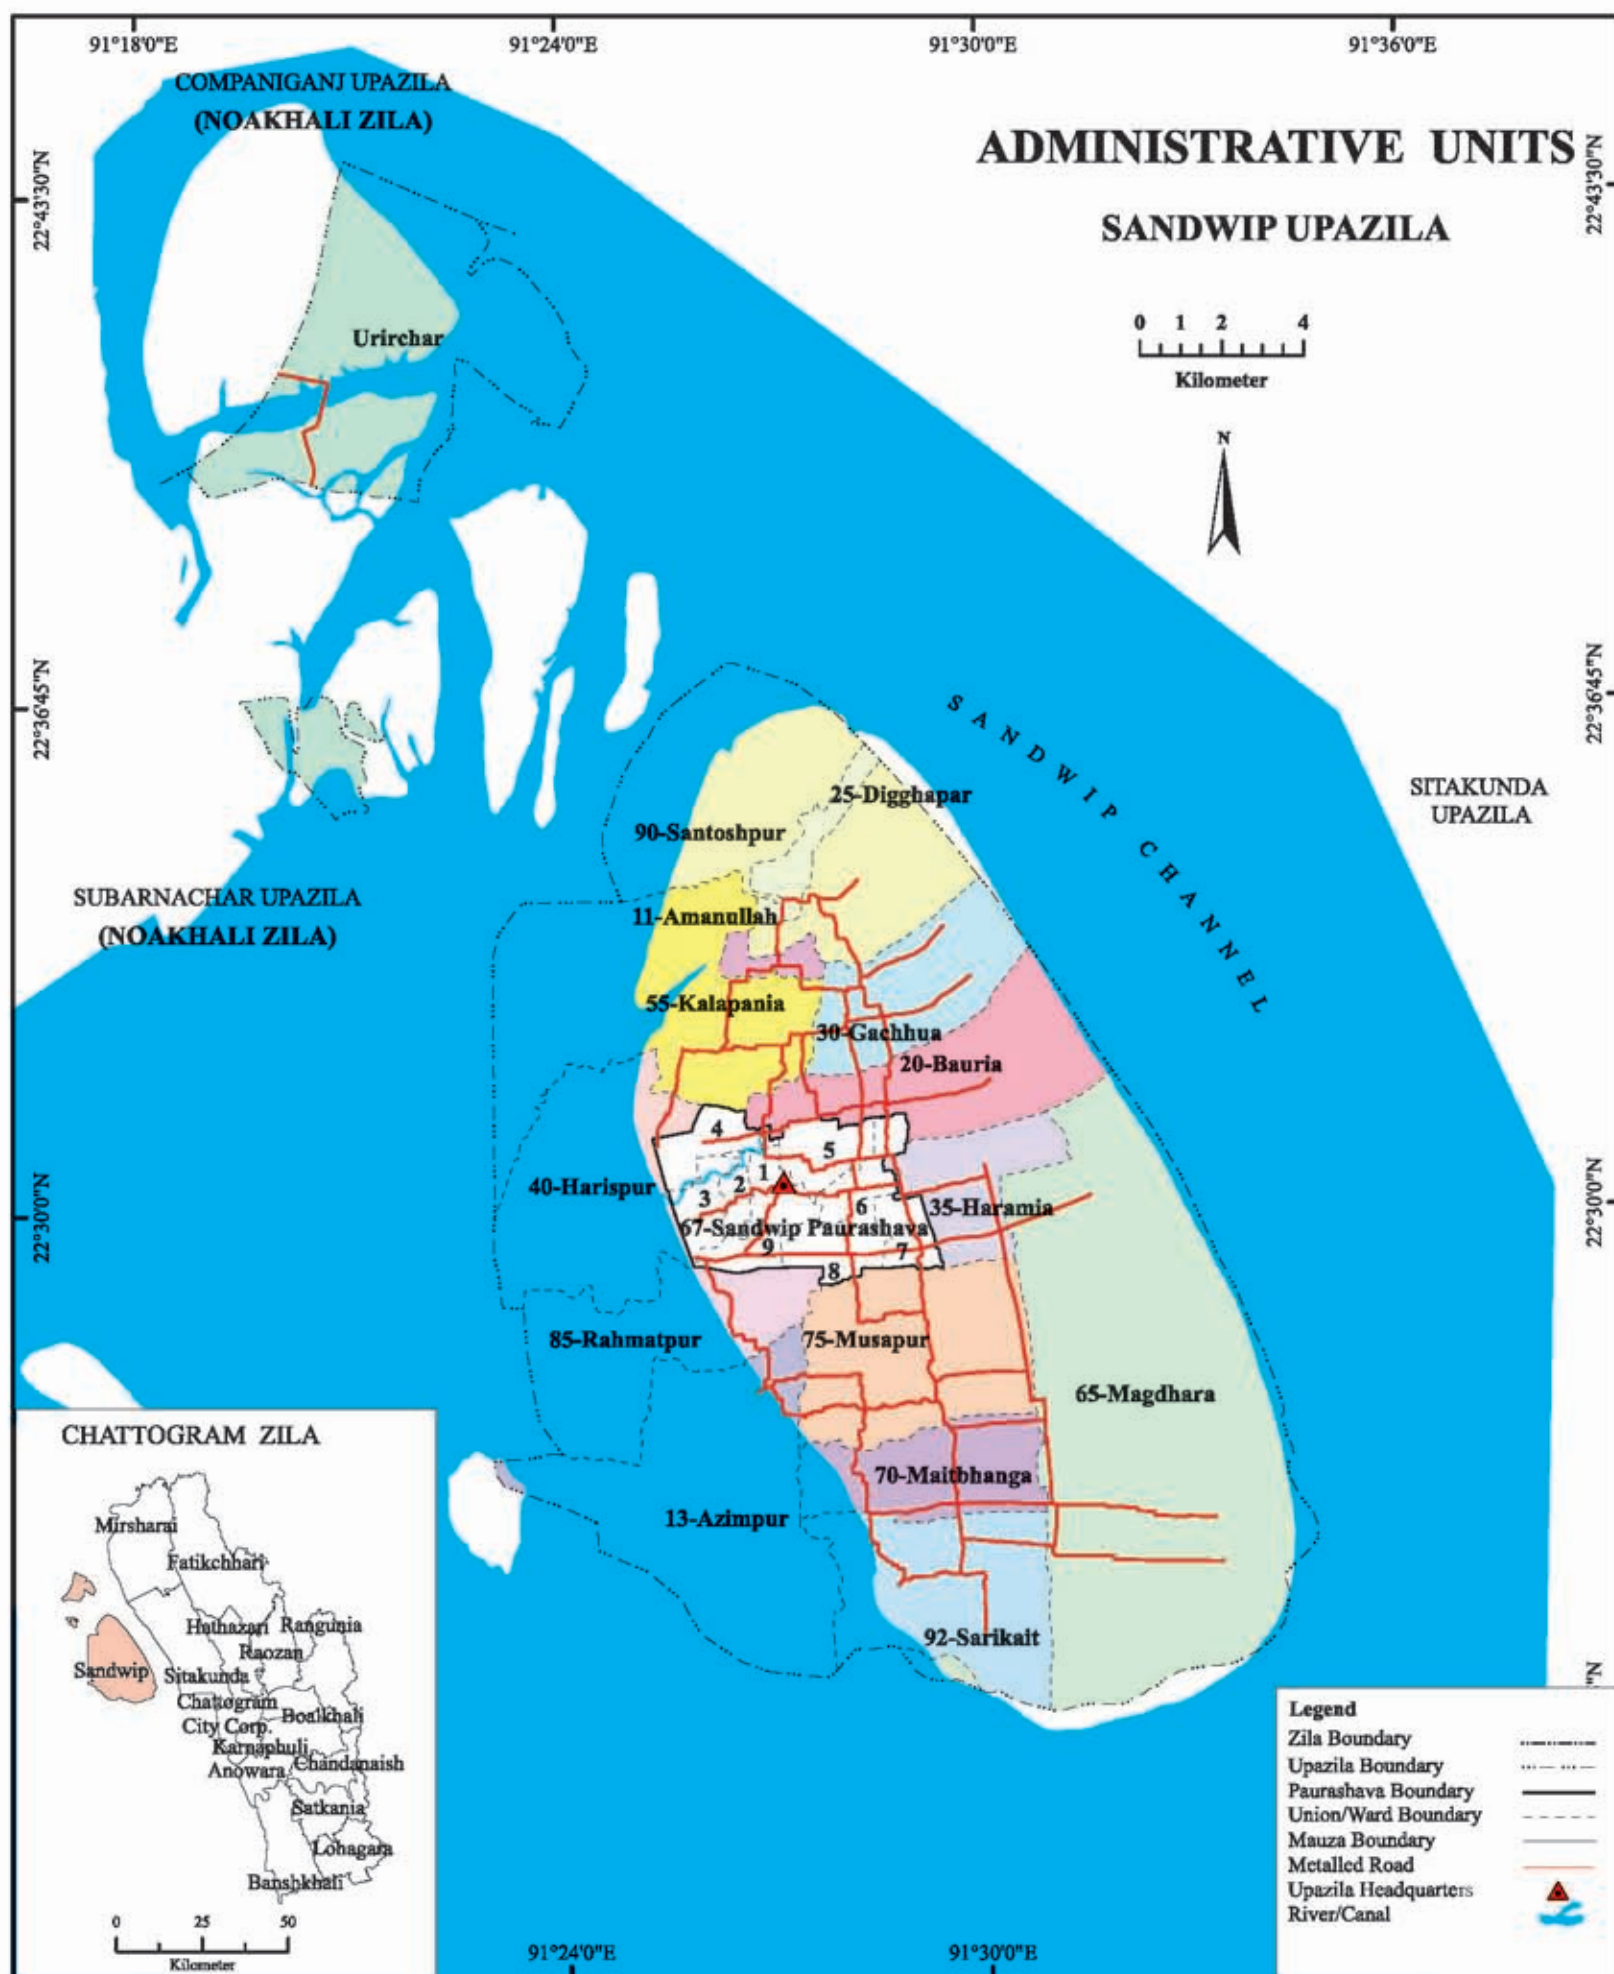 91°18'0"E
91°24'0"E
91°30'0"E
91°36'0"E
COMPANIGANJ UPAZILA
(NOAKHALI ZILA)
ADMINISTRATIVE UNITS
SANDWIP UPAZILA
22°43'30"N
22°43'30"N
0 1 2 4
Kilometer
Urirchar
N
22°36'45"N
22°36'45"N
SANDWIP CHANNEL
SITAKUNDA
UPAZILA
25-Digghapar
90-Santoshpur
SUBARNACHAR UPAZILA
(NOAKHALI ZILA)
11-Amanullah
55-Kalapania
30-Gachhua
20-Bauria
4
5
1
2
3
40-Harispur
6
35-Haramia
67-Sandwip Paurashava
9
7
8
22°30'0"N
22°30'0"N
85-Rahmatpur
75-Musapur
65-Magdhara
70-Maitbhanga
13-Azimpur
92-Sarikait
CHATTOGRAM ZILA
Mirsharai
Fatikchhari
Hathazari
Rangunia
Raozan
Sandwip
Sitakunda
Chattogram
City Corp.
Boalkhali
Karnaphuli
Anowara
Chandanaish
Satkania
Lohagara
Banshkhali
0 25 50
Kilometer
"N
Legend
Zila Boundary
Upazila Boundary
Paurashava Boundary
Union/Ward Boundary
Mauza Boundary
Metalled Road
Upazila Headquarters
River/Canal
91°24'0"E
91°30'0"E